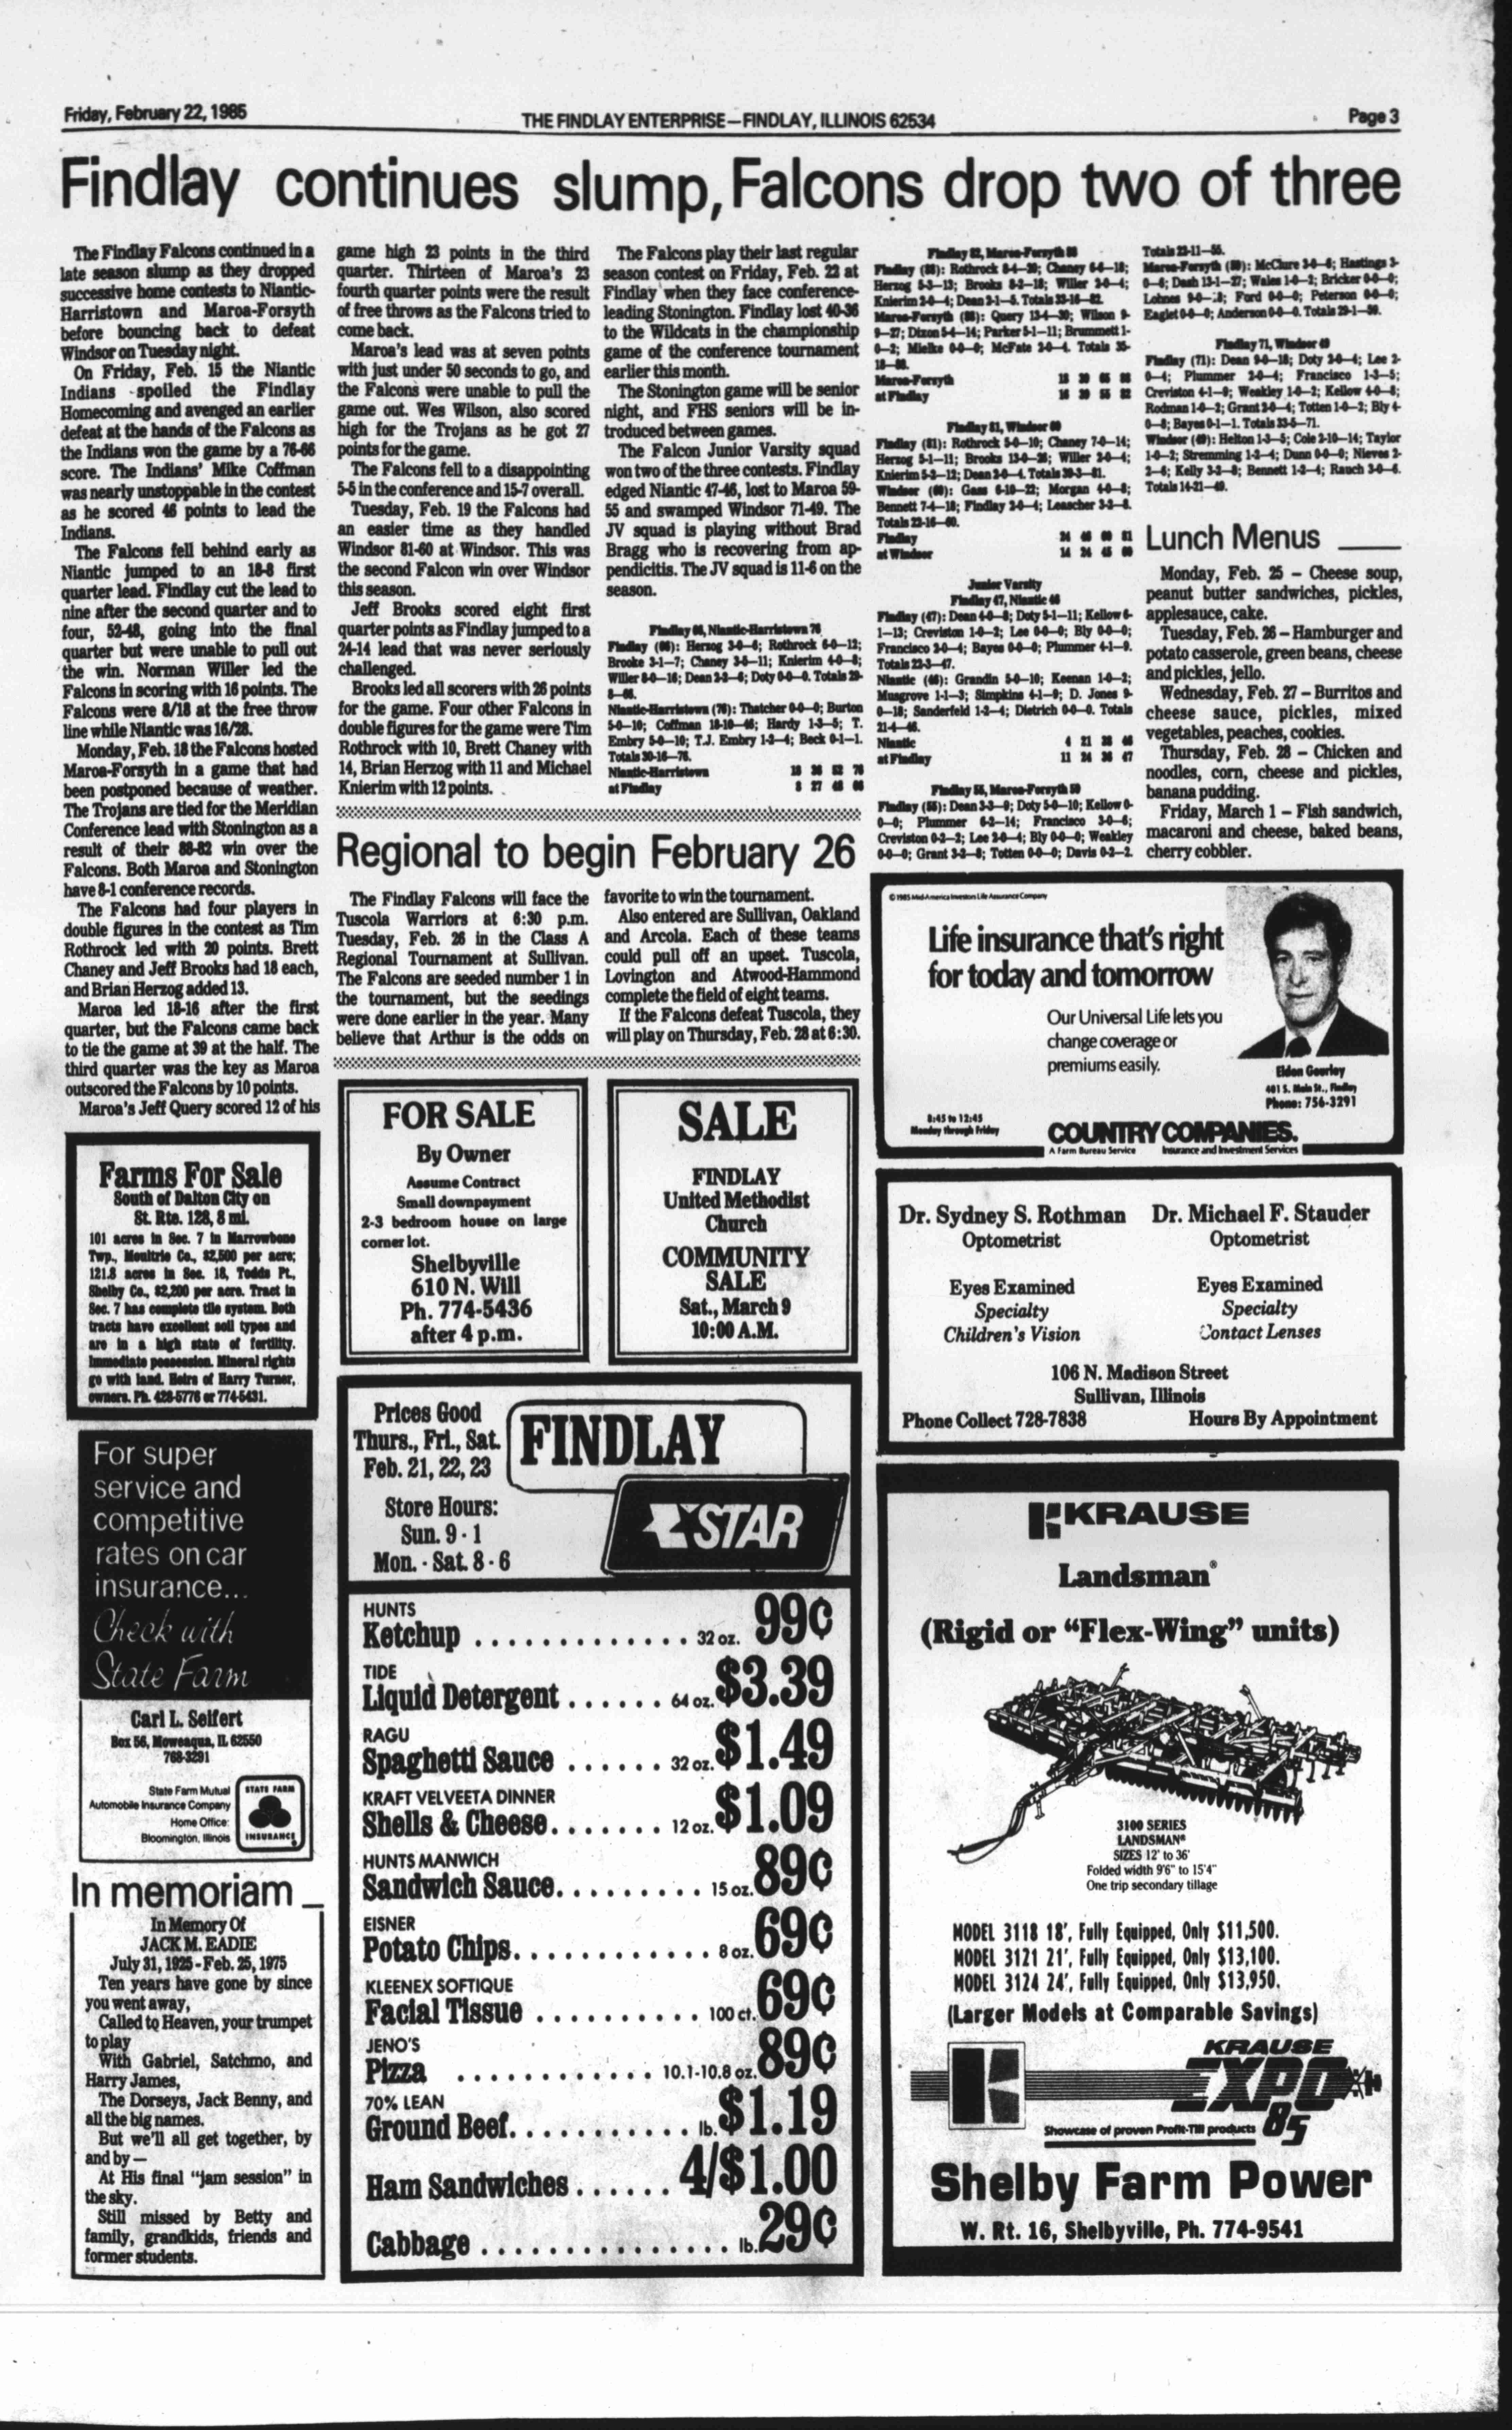 Friday, February 22, 1985
THE FINDLAY ENTERPRISE—FINDLAY, ILLINOIS 62534
Page 3
Findlay continues slump, Falcons drop two of three
The Findlay Falcons continued in a
late season slump as they dropped
successive home contests to Niantic-
Harristown and Maroa-Forsyth
before bouncing back to defeat
Windsor on Tuesday night.
On Friday, Feb. 15 the Niantic
Indians spoiled the Findlay
Homecoming and avenged an earlier
defeat at the hands of the Falcons as
the Indians won the game by a 76-66
score. The Indians' Mike Coffman
was nearly unstoppable in the contest
as he scored 46 points to lead the
Indians.
The Falcons fell behind early as
Niantic jumped to an 18-8 first
quarter lead. Findlay cut the lead to
nine after the second quarter and to
four, 52-48, going into the final
quarter but were unable to pull out
the win. Norman Willer led the
Falcons in scoring with 16 points. The
Falcons were 8/18 at the free throw
line while Niantic was 16/28.
Monday, Feb. 18 the Falcons hosted
Maroa-Forsyth in a game that had
been postponed because of weather.
The Trojans are tied for the Meridian
Conference lead with Stonington as a
result of their 88-82 win over the
Falcons. Both Maroa and Stonington
have 8-1 conference records.
The Falcons had four players in
double figures in the contest as Tim
Rothrock led with 20 points. Brett
Chaney and Jeff Brooks had 18 each,
and Brian Herzog added 13.
Maroa led 18-16 after the first
quarter, but the Falcons came back
to tie the game at 39 at the half. The
third quarter was the key as Maroa
outscored the Falcons by 10 points.
Maroa's Jeff Query scored 12 of his
game high 23 points in the third
quarter. Thirteen of Maroa's 23
fourth quarter points were the result
of free throws as the Falcons tried to
come back.
Maroa's lead was at seven points
with just under 50 seconds to go, and
the Falcons were unable to pull the
game out. Wes Wilson, also scored
high for the Trojans as he got 27
points for the game.
The Falcons fell to a disappointing
5-5 in the conference and 15-7 overall.
Tuesday, Feb. 19 the Falcons had
an easier time as they handled
Windsor 81-60 at Windsor. This was
the second Falcon win over Windsor
this season.
Jeff Brooks scored eight first
quarter points as Findlay jumped to a
24-14 lead that was never seriously
challenged.
Brooks led all scorers with 26 points
for the game. Four other Falcons in
double figures for the game were Tim
Rothrock with 10, Brett Chaney with
14, Brian Herzog with 11 and Michael
Knierim with 12 points.
The Falcons play their last regular
season contest on Friday, Feb. 22 at
Findlay when they face conference-
leading Stonington. Findlay lost 40-36
to the Wildcats in the championship
game of the conference tournament
earlier this month.
The Stonington game will be senior
night, and FHS seniors will be in-
troduced between games.
The Falcon Junior Varsity squad
won two of the three contests. Findlay
edged Niantic 47-46, lost to Maroa 59-
55 and swamped Windsor 71-49. The
JV squad is playing without Brad
Bragg who is recovering from ap-
pendicitis. The JV squad is 11-6 on the
season.
Findlay 66, Niantic-Harristown 76
Findlay (66): Herzog 3-0—6; Rothrock 6-0—12;
Brooks 3-1—7; Chaney 3-5—11; Knierim 4-0—8;
Willer 8-0—16; Dean 2-2—6; Doty 0-0—0. Totals 29-
8—66.
Niantic-Harristown (76): Thatcher 0-0—0; Burton
5-0—10; Coffman 18-10—46; Hardy 1-3—5; T.
Embry 5-0—10; T.J. Embry 1-2—4; Beck 0-1—1.
Totals 30-16—76.
Niantic-Harristown 18 36 52 76
at Findlay 8 27 48 66
Findlay 82, Maroa-Forsyth 88
Findlay (82): Rothrock 8-4—20; Chaney 6-6—18;
Herzog 5-3—13; Brooks 8-2—18; Willer 2-0—4;
Knierim 2-0—4; Dean 2-1—5. Totals 33-16—82.
Maroa-Forsyth (88): Query 13-4—30; Wilson 9-
9—27; Dixon 5-4—14; Parker 5-1—11; Brummett 1-
0—2; Mielke 0-0—0; McFate 2-0—4. Totals 35-
18—88.
Maroa-Forsyth 18 39 65 88
at Findlay 16 39 55 82
Findlay 81, Windsor 60
Findlay (81): Rothrock 5-0—10; Chaney 7-0—14;
Herzog 5-1—11; Brooks 13-0—26; Willer 2-0—4;
Knierim 5-2—12; Dean 2-0—4. Totals 39-3—81.
Windsor (60): Gass 6-10—22; Morgan 4-0—8;
Bennett 7-4—18; Findlay 2-0—4; Leascher 3-2—8.
Totals 22-16—60.
Findlay 24 46 60 81
at Windsor 14 24 45 60
Junior Varsity
Findlay 47, Niantic 46
Findlay (47): Dean 4-0—8; Doty 5-1—11; Kellow 6-
1—13; Creviston 1-0—2; Lee 0-0—0; Bly 0-0—0;
Francisco 2-0—4; Bayes 0-0—0; Plummer 4-1—9.
Totals 22-3—47.
Niantic (46): Grandin 5-0—10; Keenan 1-0—2;
Musgrove 1-1—3; Simpkins 4-1—9; D. Jones 9-
0—18; Sanderfeld 1-2—4; Dietrich 0-0—0. Totals
21-4—46.
Niantic 4 21 28 46
at Findlay 11 24 36 47
Findlay 55, Maroa-Forsyth 59
Findlay (55): Dean 3-3—9; Doty 5-0—10; Kellow 0-
0—0; Plummer 6-2—14; Francisco 3-0—6;
Creviston 0-2—2; Lee 2-0—4; Bly 0-0—0; Weakley
0-0—0; Grant 3-2—8; Totten 0-0—0; Davis 0-2—2.
Totals 22-11—55.
Maroa-Forsyth (59): McClure 3-0—6; Hastings 3-
0—6; Dash 13-1—27; Wales 1-0—2; Bricker 0-0—0;
Lohnes 9-0—18; Ford 0-0—0; Peterson 0-0—0;
Eaglet 0-0—0; Anderson 0-0—0. Totals 29-1—59.
Findlay 71, Windsor 49
Findlay (71): Dean 9-0—18; Doty 2-0—4; Lee 2-
0—4; Plummer 2-0—4; Francisco 1-3—5;
Creviston 4-1—9; Weakley 1-0—2; Kellow 4-0—8;
Rodman 1-0—2; Grant 3-0—6; Totten 1-0—2; Bly 4-
0—8; Bayes 0-1—1. Totals 33-5—71.
Windsor (49): Helton 1-3—5; Cole 2-10—14; Taylor
1-0—2; Stremming 1-2—4; Dunn 0-0—0; Nieves 2-
2—6; Kelly 3-2—8; Bennett 1-2—4; Rauch 3-0—6.
Totals 14-21—49.
Lunch Menus
Monday, Feb. 25 – Cheese soup,
peanut butter sandwiches, pickles,
applesauce, cake.
Tuesday, Feb. 26 – Hamburger and
potato casserole, green beans, cheese
and pickles, jello.
Wednesday, Feb. 27 – Burritos and
cheese sauce, pickles, mixed
vegetables, peaches, cookies.
Thursday, Feb. 28 – Chicken and
noodles, corn, cheese and pickles,
banana pudding.
Friday, March 1 – Fish sandwich,
macaroni and cheese, baked beans,
cherry cobbler.
Regional to begin February 26
The Findlay Falcons will face the
Tuscola Warriors at 6:30 p.m.
Tuesday, Feb. 26 in the Class A
Regional Tournament at Sullivan.
The Falcons are seeded number 1 in
the tournament, but the seedings
were done earlier in the year. Many
believe that Arthur is the odds on
favorite to win the tournament.
Also entered are Sullivan, Oakland
and Arcola. Each of these teams
could pull off an upset. Tuscola,
Lovington and Atwood-Hammond
complete the field of eight teams.
If the Falcons defeat Tuscola, they
will play on Thursday, Feb. 28 at 6:30.
©1985 Mid-America Investors Life Assurance Company
Life insurance that's right
for today and tomorrow
Our Universal Life lets you
change coverage or
premiums easily.
Eldon Gourley
401 S. Main St., Findlay
Phone: 756-3291
8:45 to 12:45
Monday through Friday
COUNTRY COMPANIES.
A Farm Bureau Service
Insurance and Investment Services
Farms For Sale
South of Dalton City on
St. Rte. 128, 8 mi.
101 acres in Sec. 7 in Marrowbone
Twp., Moultrie Co., $2,500 per acre;
121.8 acres in Sec. 18, Todds Pt.,
Shelby Co., $2,200 per acre. Tract in
Sec. 7 has complete tile system. Both
tracts have excellent soil types and
are in a high state of fertility.
Immediate possession. Mineral rights
go with land. Heirs of Harry Turner,
owners. Ph. 428-5776 or 774-5431.
FOR SALE
By Owner
Assume Contract
Small downpayment
2-3 bedroom house on large
corner lot.
Shelbyville
610 N. Will
Ph. 774-5436
after 4 p.m.
SALE
FINDLAY
United Methodist
Church
COMMUNITY
SALE
Sat., March 9
10:00 A.M.
Dr. Sydney S. Rothman
Optometrist
Eyes Examined
Specialty
Children's Vision
Dr. Michael F. Stauder
Optometrist
Eyes Examined
Specialty
Contact Lenses
106 N. Madison Street
Sullivan, Illinois
Phone Collect 728-7838
Hours By Appointment
For super
service and
competitive
rates on car
insurance...
Check with
State Farm
Carl L. Seifert
Box 56, Moweaqua, IL 62550
768-3291
State Farm Mutual
Automobile Insurance Company
Home Office:
Bloomington, Illinois
STATE FARM
INSURANCE
In memoriam
In Memory Of
JACK M. EADIE
July 31, 1925 - Feb. 25, 1975
Ten years have gone by since
you went away,
Called to Heaven, your trumpet
to play
With Gabriel, Satchmo, and
Harry James,
The Dorseys, Jack Benny, and
all the big names.
But we'll all get together, by
and by—
At His final "jam session" in
the sky.
Still missed by Betty and
family, grandkids, friends and
former students.
Prices Good
Thurs., Fri., Sat.
Feb. 21, 22, 23
Store Hours:
Sun. 9 - 1
Mon. - Sat. 8 - 6
FINDLAY
STAR
HUNTS
Ketchup . . . . . . . . . . . . . 32 oz. 99¢
TIDE
Liquid Detergent . . . . . . 64 oz. $3.39
RAGU
Spaghetti Sauce . . . . . . 32 oz. $1.49
KRAFT VELVEETA DINNER
Shells & Cheese. . . . . . . 12 oz. $1.09
HUNTS MANWICH
Sandwich Sauce. . . . . . . . . 15 oz. 89¢
EISNER
Potato Chips. . . . . . . . . . . . 8 oz. 69¢
KLEENEX SOFTIQUE
Facial Tissue . . . . . . . . . . 100 ct. 69¢
JENO'S
Pizza . . . . . . . . . . . . 10.1-10.8 oz. 89¢
70% LEAN
Ground Beef. . . . . . . . . . . lb. $1.19
Ham Sandwiches . . . . . . 4/$1.00
Cabbage . . . . . . . . . . . . . . . lb. 29¢
KRAUSE
Landsman®
(Rigid or "Flex-Wing" units)
3100 SERIES
LANDSMAN®
SIZES 12' to 36'
Folded width 9'6" to 15'4"
One trip secondary tillage
MODEL 3118 18', Fully Equipped, Only $11,500.
MODEL 3121 21', Fully Equipped, Only $13,100.
MODEL 3124 24', Fully Equipped, Only $13,950.
(Larger Models at Comparable Savings)
KRAUSE
EXPO
85
Showcase of proven Profit-Till products
Shelby Farm Power
W. Rt. 16, Shelbyville, Ph. 774-9541